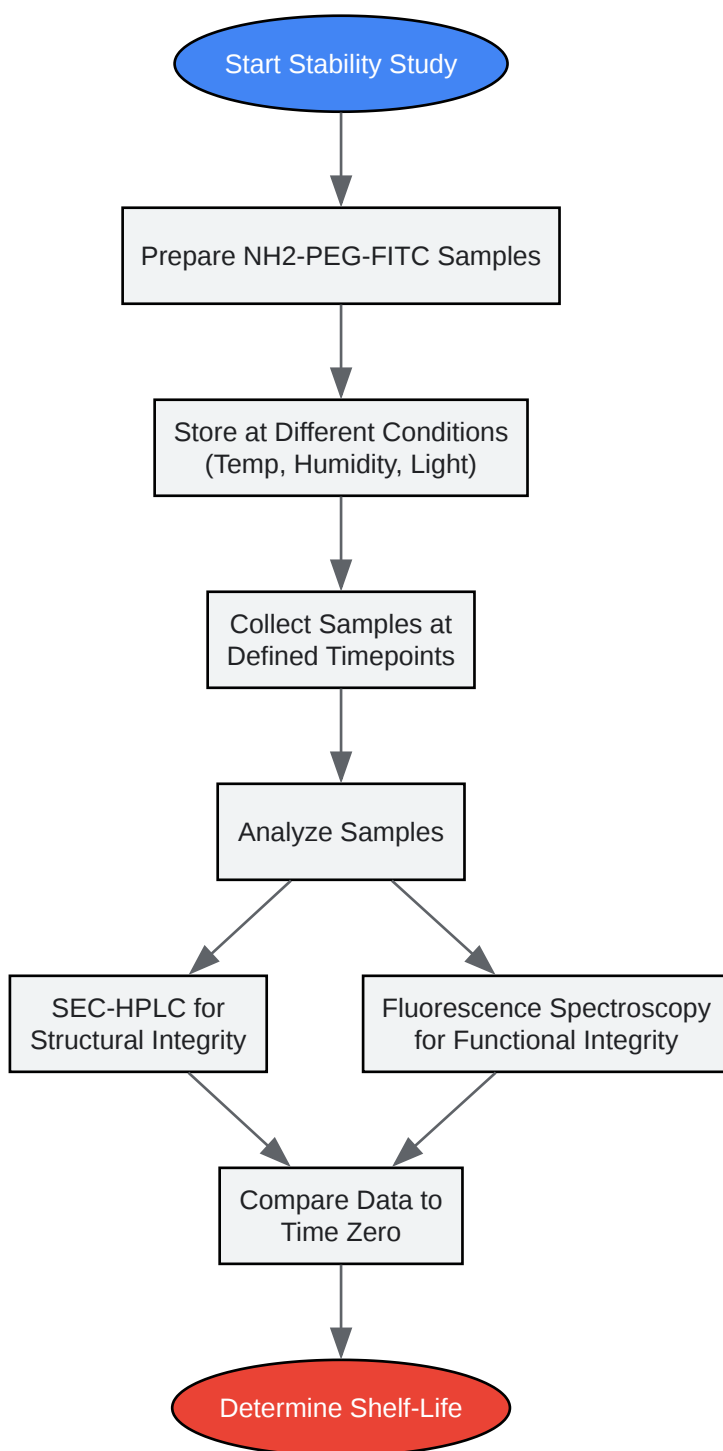 Start Stability Study
Prepare NH2-PEG-FITC Samples
Store at Different Conditions
(Temp, Humidity, Light)
Collect Samples at
Defined Timepoints
Analyze Samples
SEC-HPLC for
Structural Integrity
Fluorescence Spectroscopy
for Functional Integrity
Compare Data to
Time Zero
Determine Shelf-Life